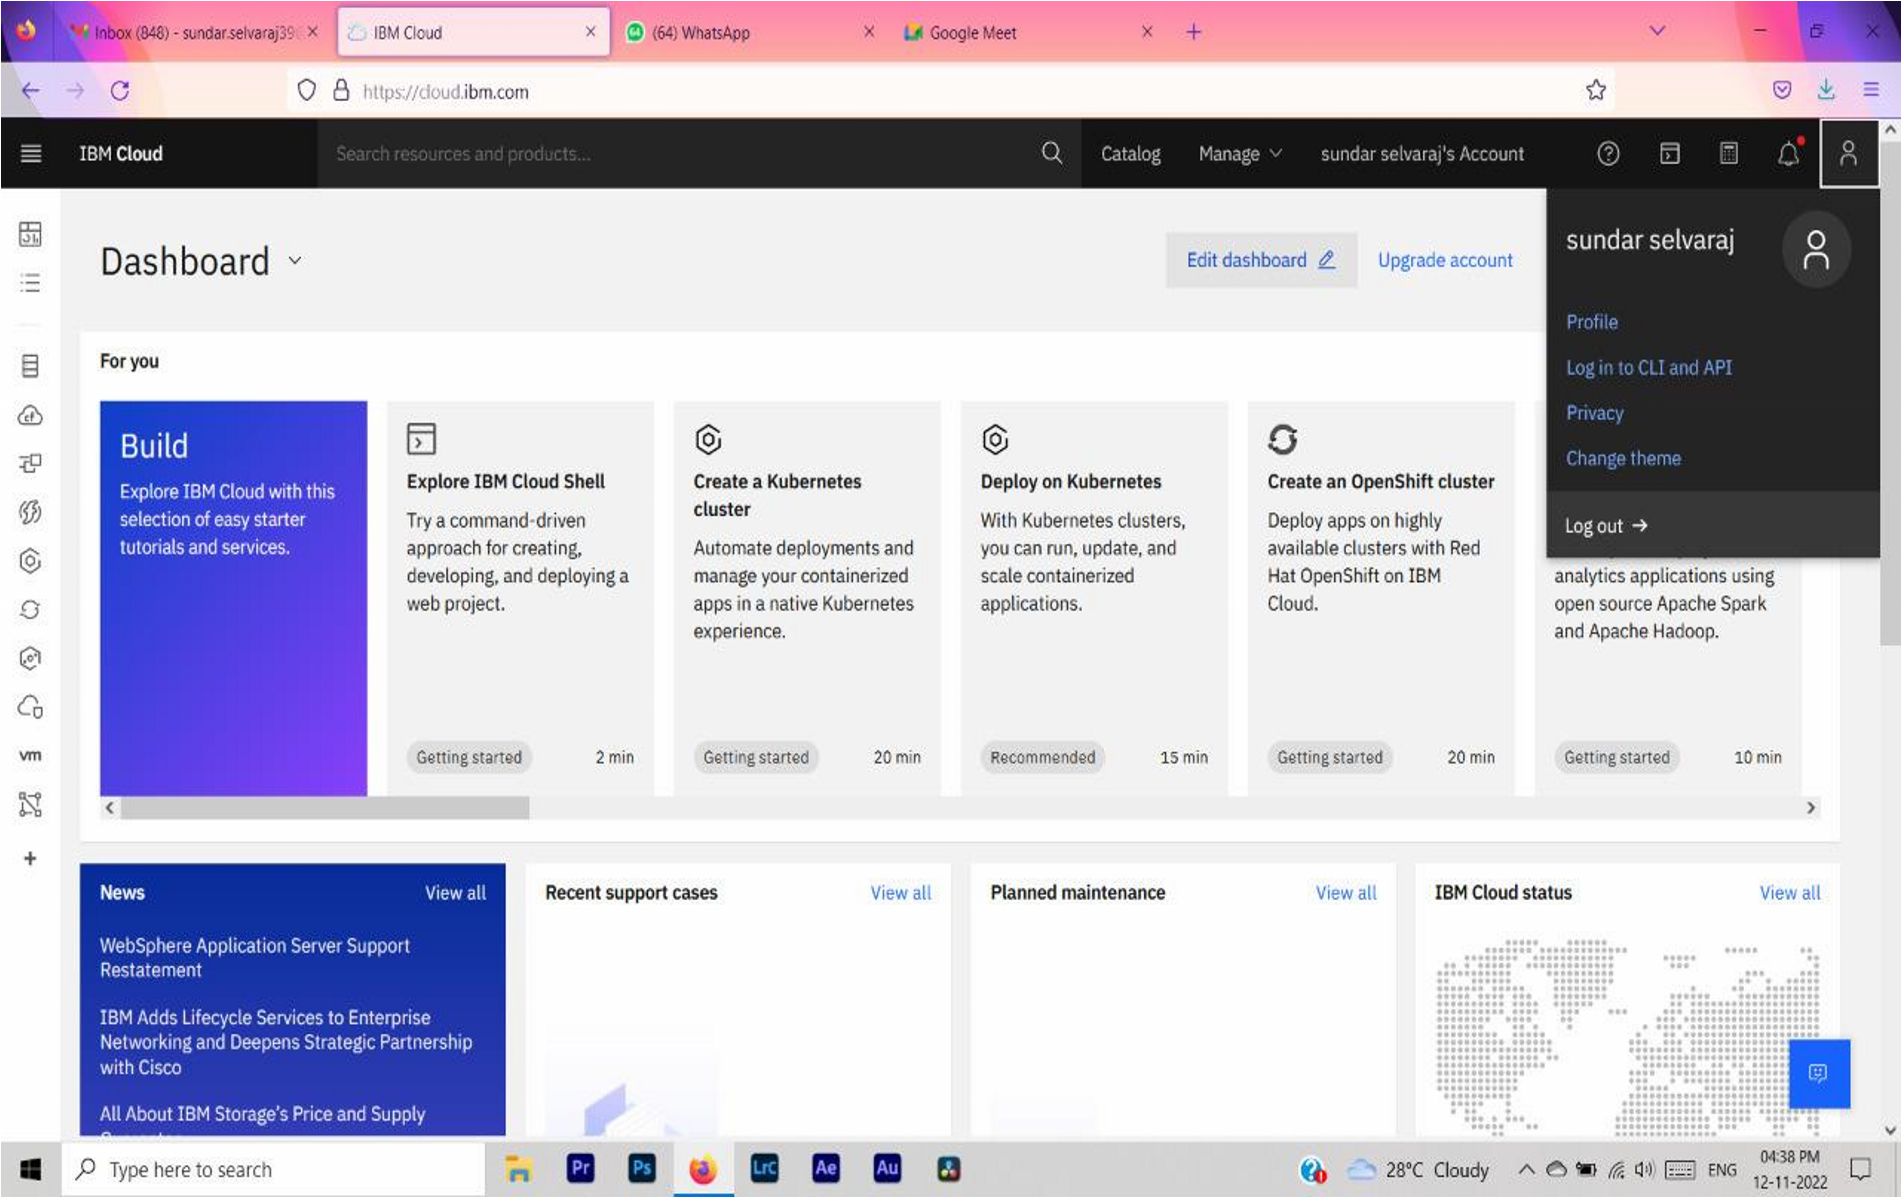 Inbox (848) - sundar.selvaraj39
IBM Cloud
(64) WhatsApp
Google Meet
https://cloud.ibm.com
IBM Cloud
Search resources and products...
Catalog
Manage
sundar selvaraj's Account
Dashboard
Edit dashboard
Upgrade account
sundar selvaraj
Profile
Log in to CLI and API
Privacy
Change theme
Log out →
For you
Build
Explore IBM Cloud with this
selection of easy starter
tutorials and services.
Explore IBM Cloud Shell
Try a command-driven
approach for creating,
developing, and deploying a
web project.
Getting started
2 min
Create a Kubernetes
cluster
Automate deployments and
manage your containerized
apps in a native Kubernetes
experience.
Getting started
20 min
Deploy on Kubernetes
With Kubernetes clusters,
you can run, update, and
scale containerized
applications.
Recommended
15 min
Create an OpenShift cluster
Deploy apps on highly
available clusters with Red
Hat OpenShift on IBM
Cloud.
Getting started
20 min
analytics applications using
open source Apache Spark
and Apache Hadoop.
Getting started
10 min
vm
News
View all
WebSphere Application Server Support
Restatement
IBM Adds Lifecycle Services to Enterprise
Networking and Deepens Strategic Partnership
with Cisco
All About IBM Storage's Price and Supply
Recent support cases
View all
Planned maintenance
View all
IBM Cloud status
View all
Type here to search
Pr
Ps
LrC
Ae
Au
28°C Cloudy
ENG
04:38 PM
12-11-2022